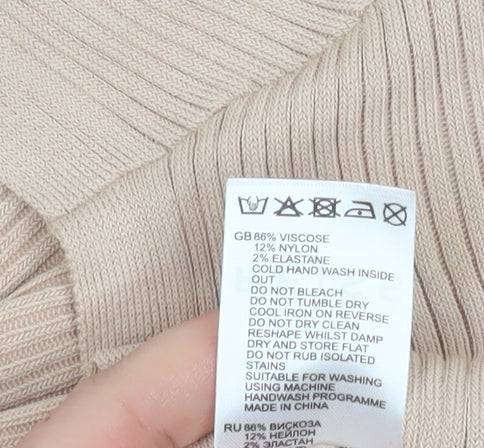 GB 86% VISCOSE
12% NYLON
2% ELASTANE
COLD HAND WASH INSIDE
OUT
DO NOT BLEACH
DO NOT TUMBLE DRY
COOL IRON ON REVERSE
DO NOT DRY CLEAN
RESHAPE WHILST DAMP
DRY AND STORE FLAT
DO NOT RUB ISOLATED
STAINS
SUITABLE FOR WASHING
USING MACHINE
HANDWASH PROGRAMME
MADE IN CHINA
RU 86% ВИСКОЗА
12% НЕЙЛОН
2% ЭЛАСТАН